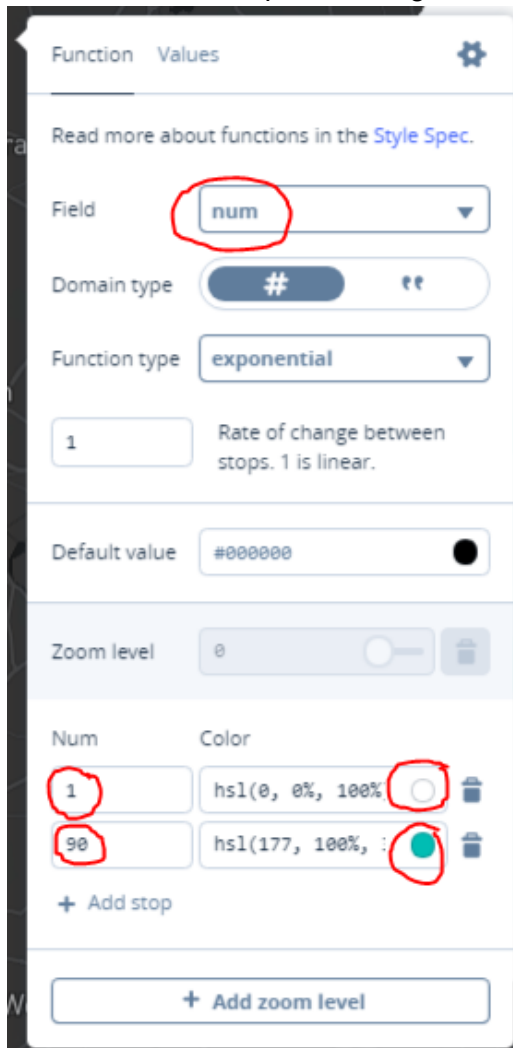 Function Values
Read more about functions in the Style Spec.
Field num
Domain type # "
Function type exponential
1 Rate of change between
stops. 1 is linear.
Default value #000000
Zoom level 0
Num Color
1 hsl(0, 0%, 100%
90 hsl(177, 100%,
+ Add stop
+ Add zoom level